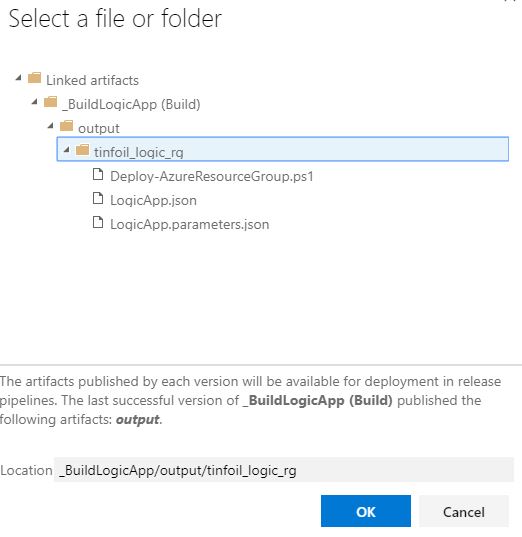 Select a file or folder
Linked artifacts
_BuildLogicApp (Build)
output
tinfoil_logic_rg
Deploy-AzureResourceGroup.ps1
LogicApp.json
LogicApp.parameters.json
The artifacts published by each version will be available for deployment in release
pipelines. The last successful version of _BuildLogicApp (Build) published the
following artifacts: output.
Location _BuildLogicApp/output/tinfoil_logic_rg
OK Cancel